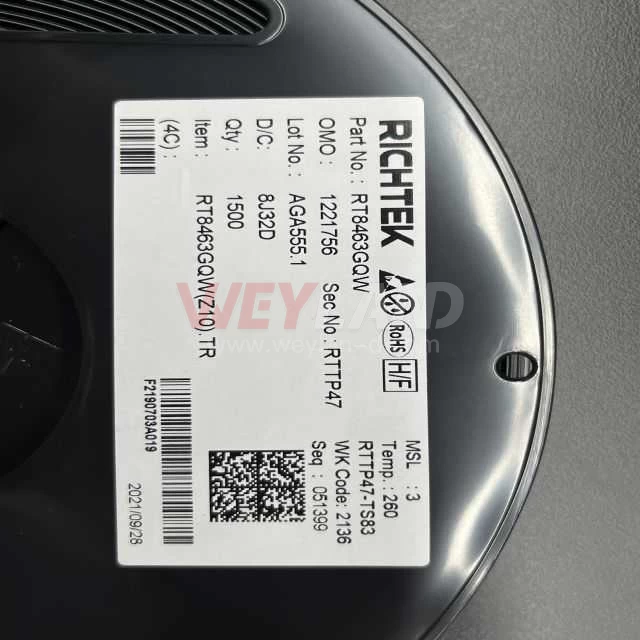 RICHTEK
RoHS
H/F
Part No.: RT8463GQW
OMO: 1221756 Sec No: RTTP47
Lot No.: AGA555.1
D/C: 8J32D
Qty: 1500
Item: RT8463GQW(Z10).TR
(4C):
MSL : 3
Temp.: 260
RTTP47-TS83
WK Code: 2136
Seq : 051399
F2190703A019
2021/09/28
WEYLAD